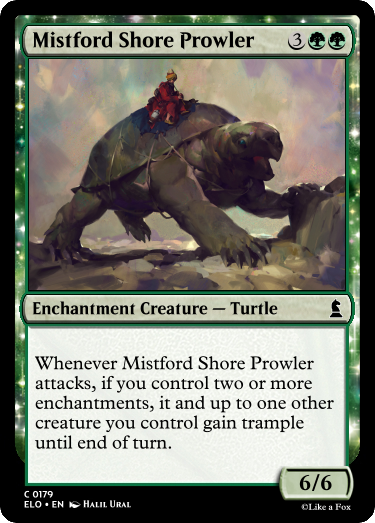 Mistford Shore Prowler 3
Enchantment Creature — Turtle
Whenever Mistford Shore Prowler
attacks, if you control two or more
enchantments, it and up to one other
creature you control gain trample
until end of turn.
6/6
C 0179
ELO • EN Halil Ural
©Like a Fox